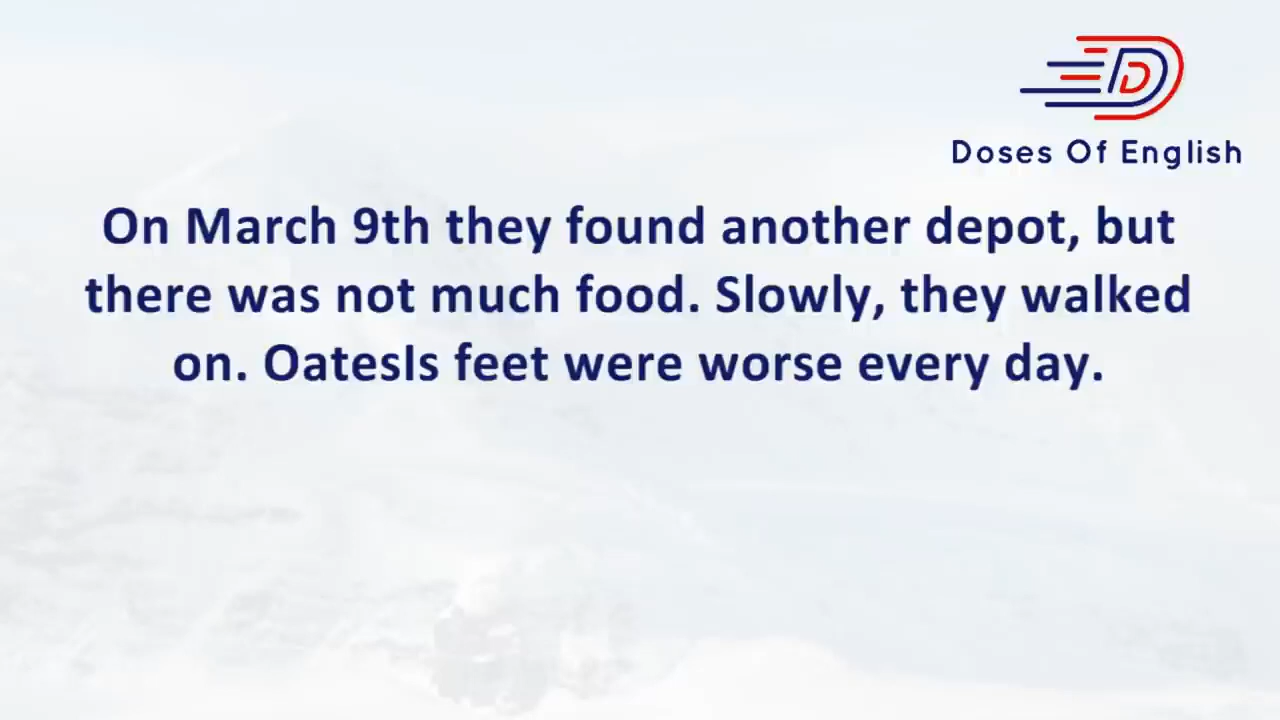 Doses Of English
On March 9th they found another depot, but
there was not much food. Slowly, they walked
on. OatesIs feet were worse every day.